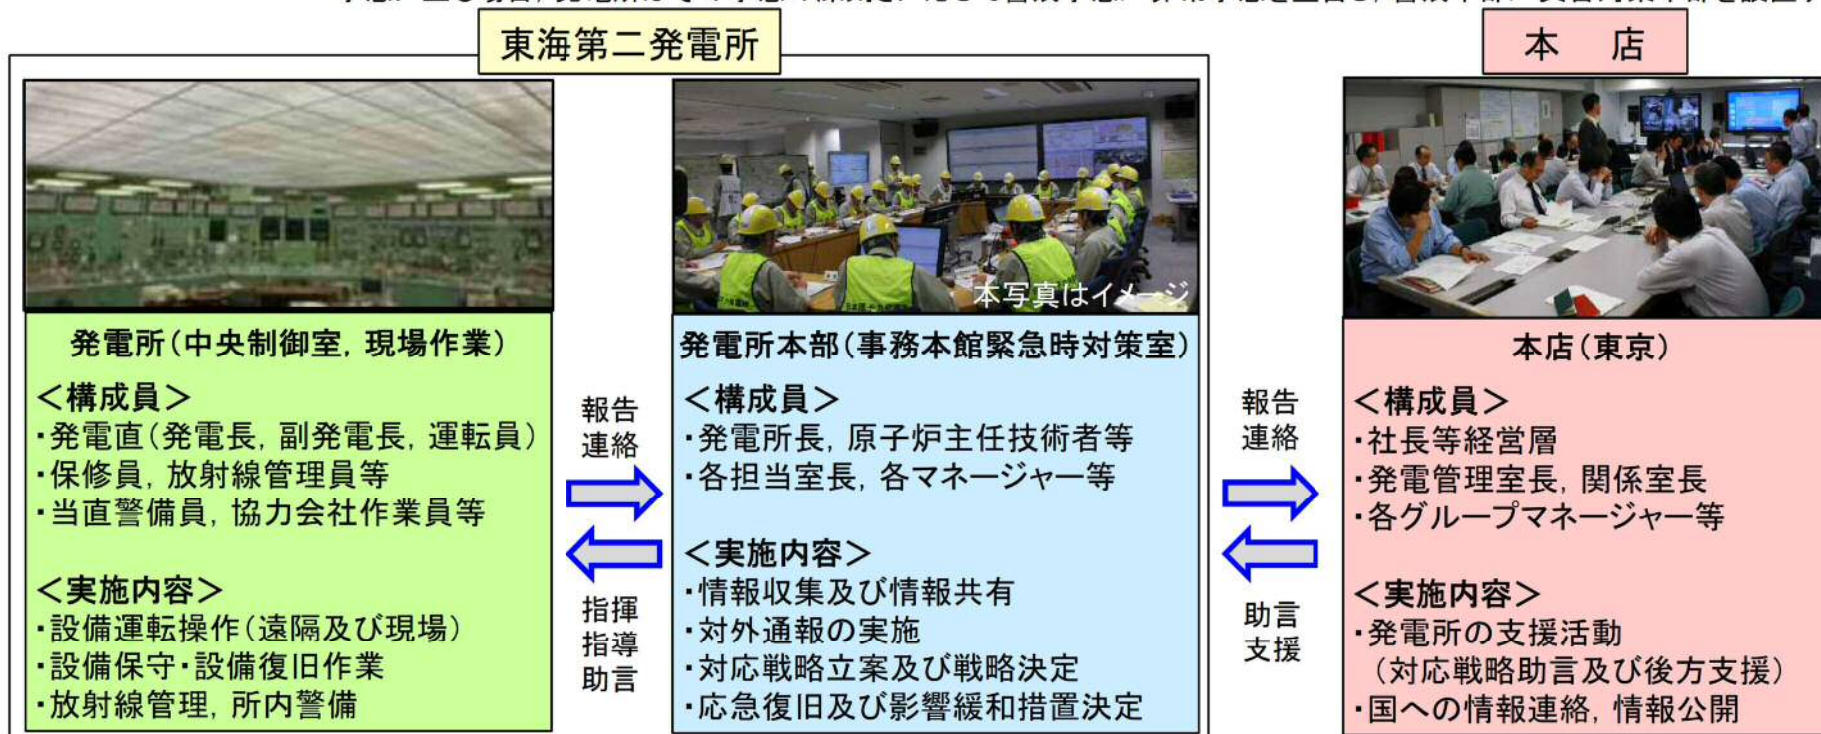 東海第二発電所
本　店
本写真はイメージ
発電所(中央制御室, 現場作業)
<構成員>
・発電直(発電長, 副発電長, 運転員)
・保修員, 放射線管理員等
・当直警備員, 協力会社作業員等
<実施内容>
・設備運転操作(遠隔及び現場)
・設備保守・設備復旧作業
・放射線管理, 所内警備
報告
連絡
指揮
指導
助言
発電所本部(事務本館緊急時対策室)
<構成員>
・発電所長, 原子炉主任技術者等
・各担当室長, 各マネージャー等
<実施内容>
・情報収集及び情報共有
・対外通報の実施
・対応戦略立案及び戦略決定
・応急復旧及び影響緩和措置決定
報告
連絡
助言
支援
本店(東京)
<構成員>
・社長等経営層
・発電管理室長, 関係室長
・各グループマネージャー等
<実施内容>
・発電所の支援活動
(対応戦略助言及び後方支援)
・国への情報連絡, 情報公開